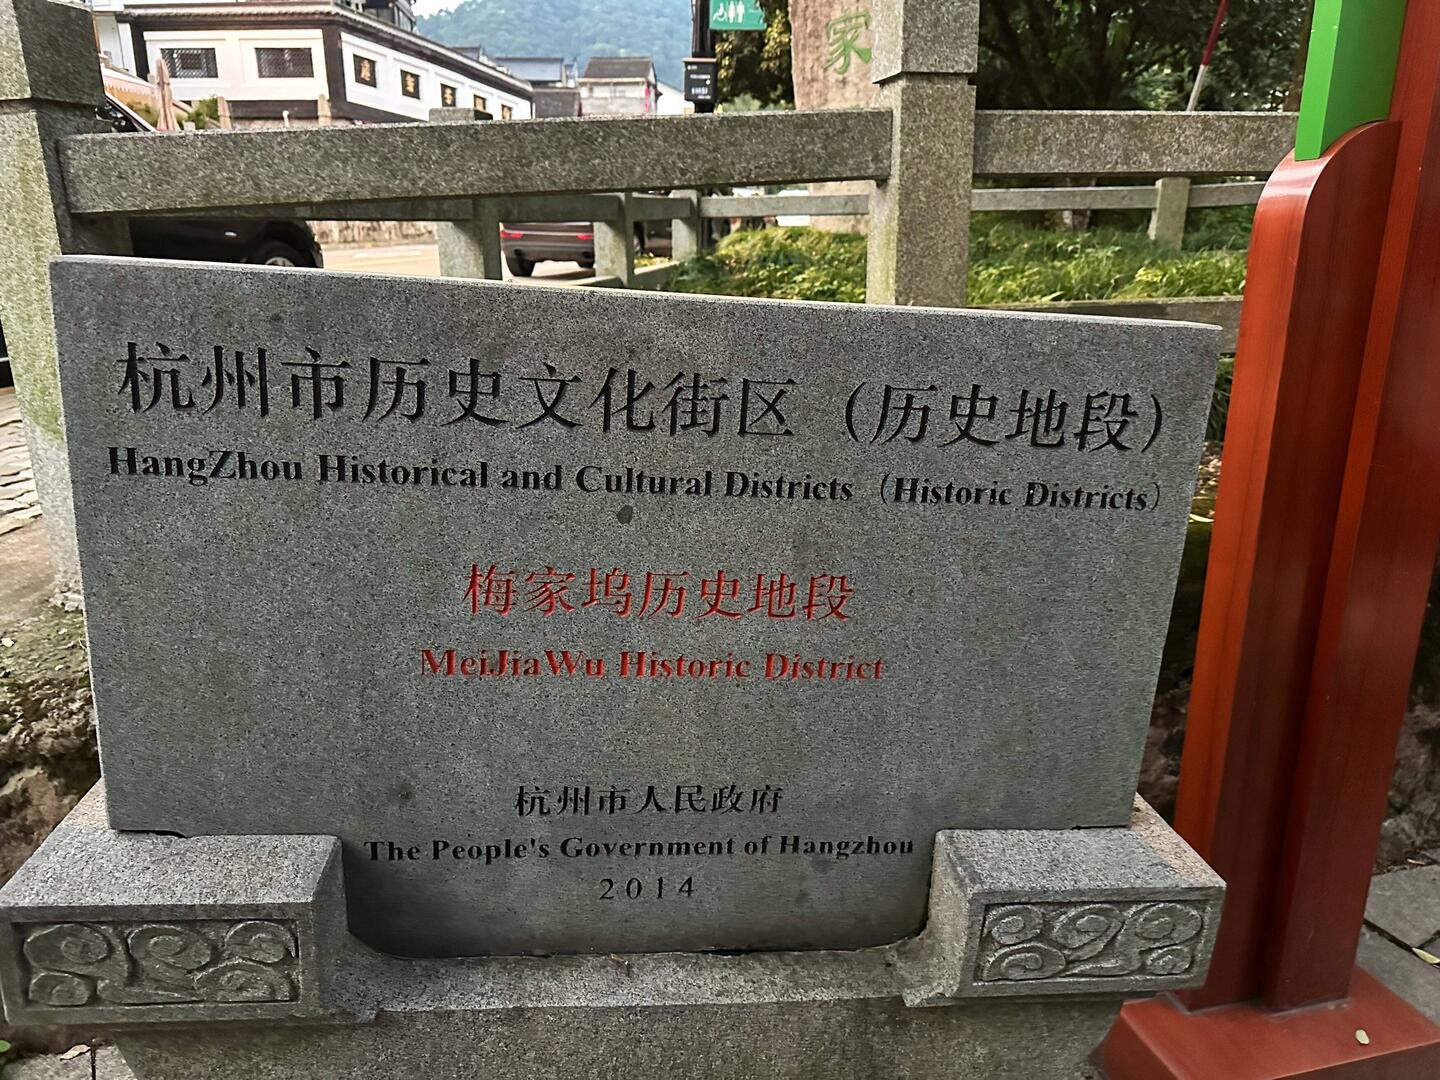 家
杭州市历史文化街区（历史地段）
HangZhou Historical and Cultural Districts（Historic Districts）
梅家坞历史地段
MeiJiaWu Historic District
杭州市人民政府
The People's Government of Hangzhou
2014